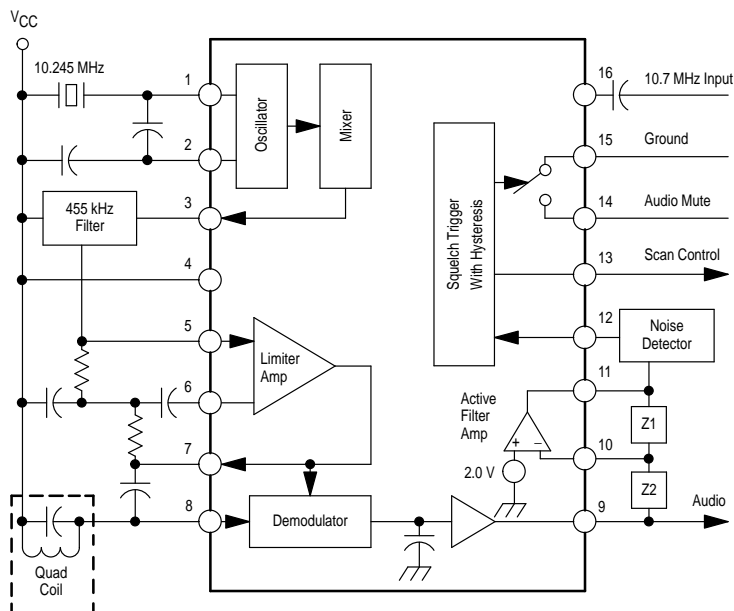 VCC
10.245 MHz
1
2
3
4
5
6
7
8
Oscillator
Mixer
455 kHz
Filter
Limiter
Amp
Demodulator
Quad
Coil
Squelch Trigger
With Hysteresis
16
10.7 MHz Input
15
Ground
14
Audio Mute
13
Scan Control
12
Noise
Detector
11
Active
Filter
Amp
+
–
Z1
10
2.0 V
Z2
9
Audio